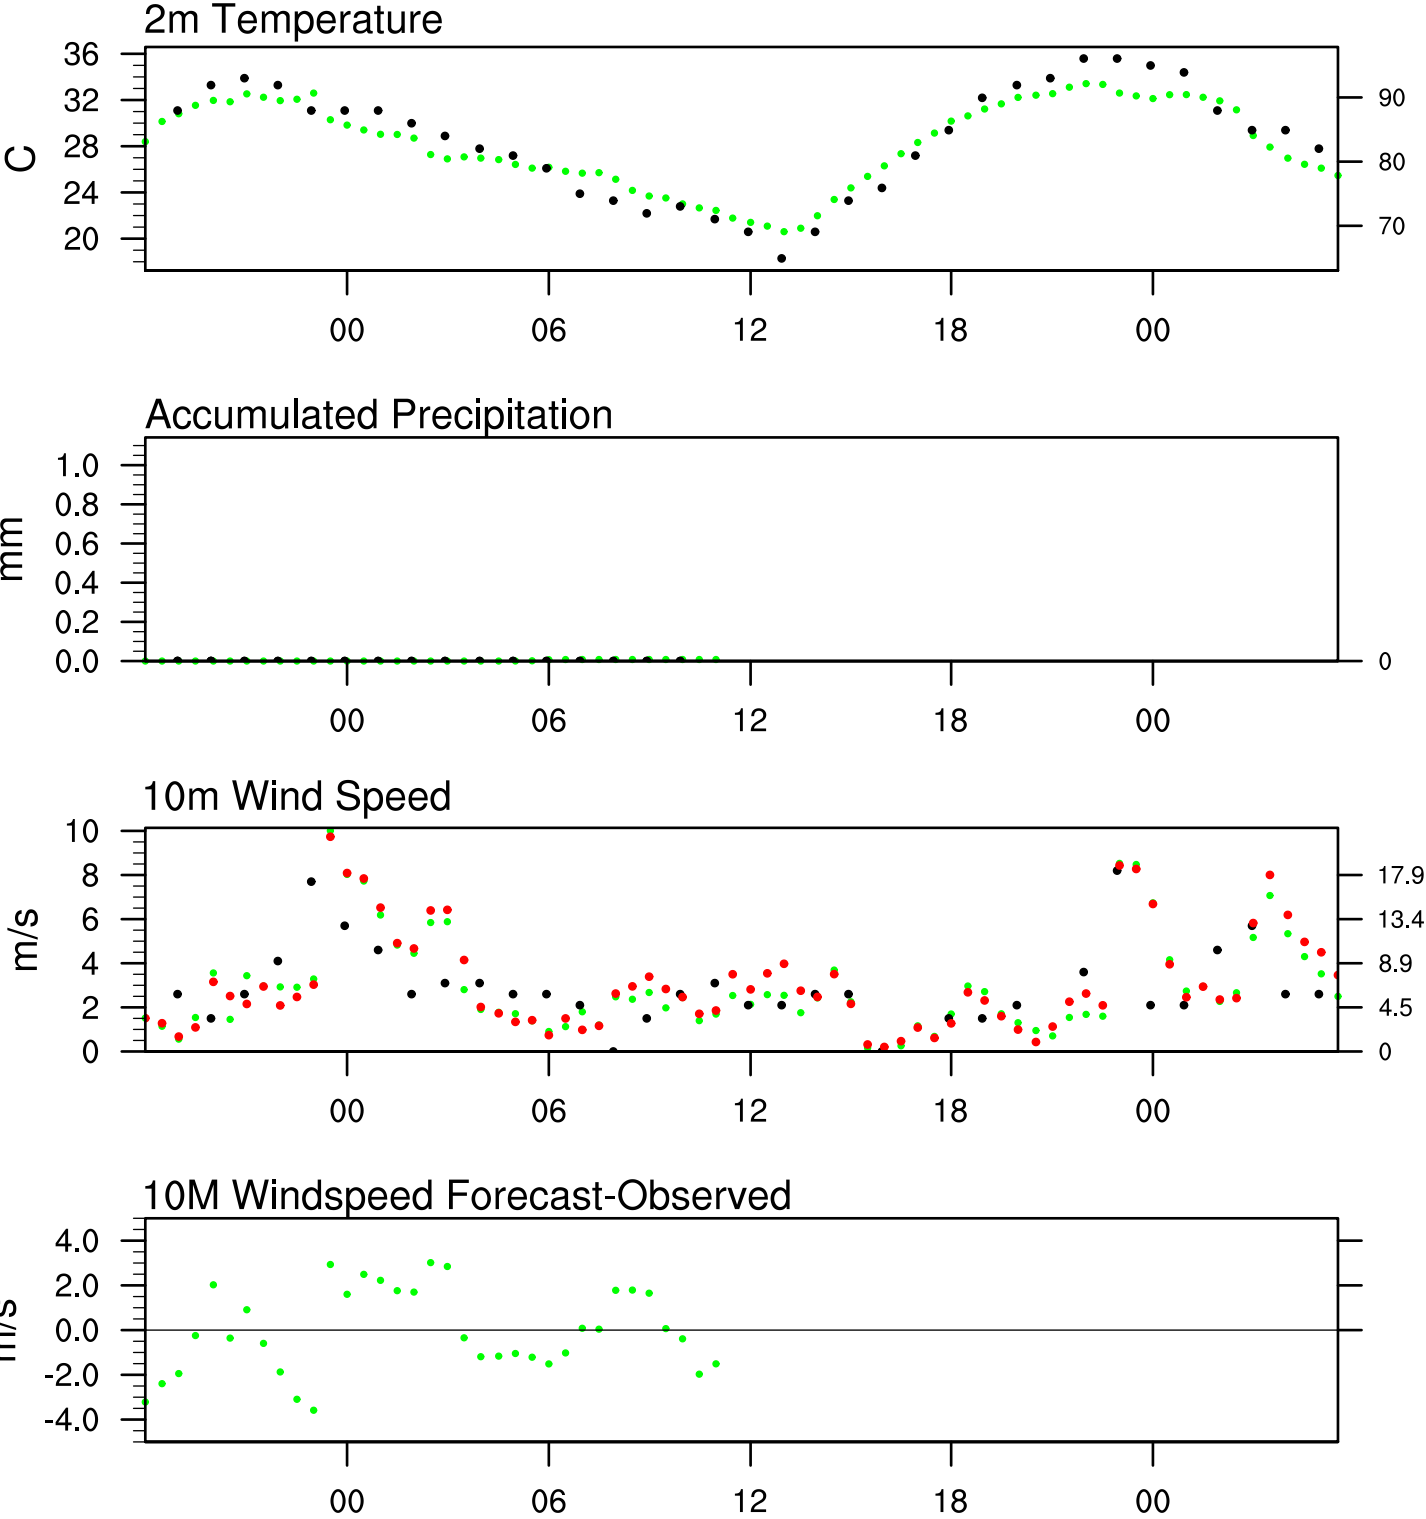 2m Temperature
36
32
28
24
20
C
90
80
70
00 06 12 18 00
Accumulated Precipitation
1.0
0.8
0.6
0.4
0.2
0.0
mm
0
00 06 12 18 00
10m Wind Speed
10
8
6
4
2
0
m/s
17.9
13.4
8.9
4.5
0
00 06 12 18 00
10M Windspeed Forecast-Observed
4.0
2.0
0.0
-2.0
-4.0
m/s
00 06 12 18 00